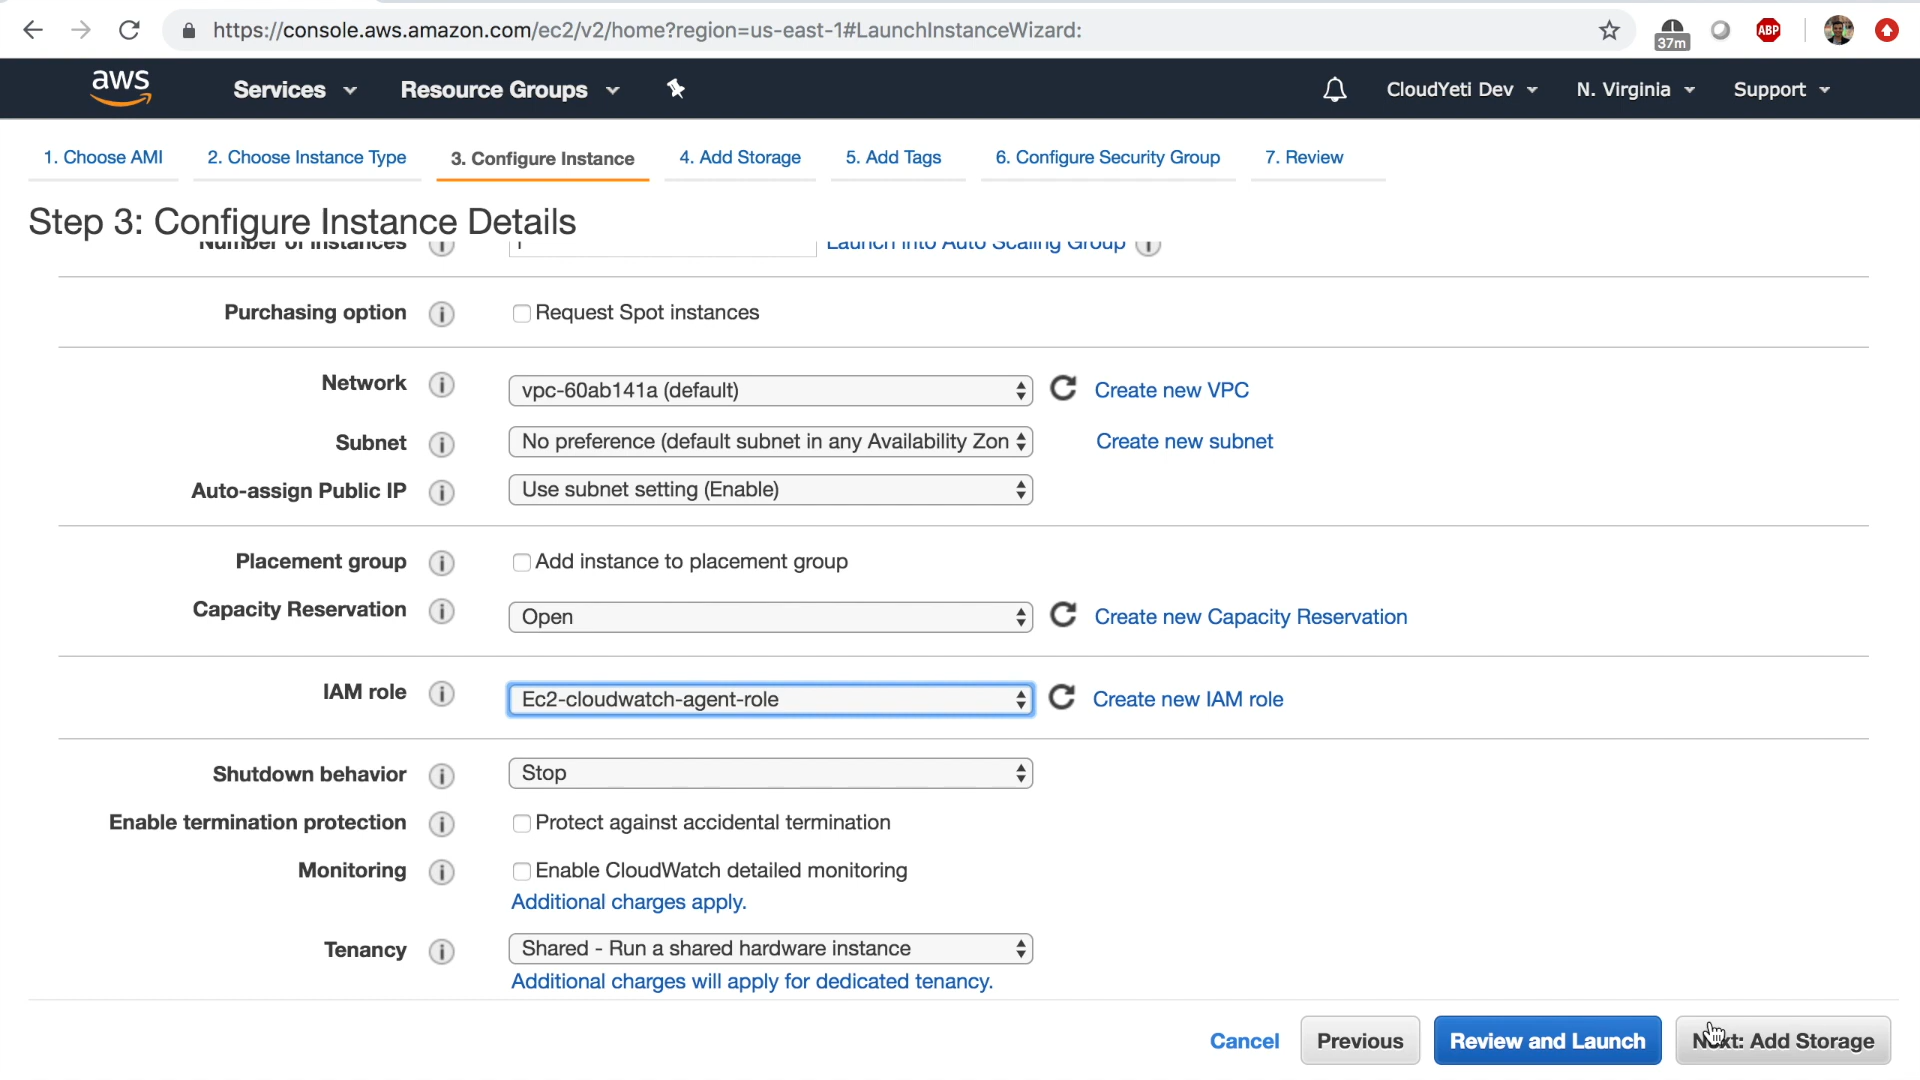 https://console.aws.amazon.com/ec2/v2/home?region=us-east-1#LaunchInstanceWizard:
37m
ABP
aws
Services
Resource Groups
CloudYeti Dev
N. Virginia
Support
1. Choose AMI
2. Choose Instance Type
3. Configure Instance
4. Add Storage
5. Add Tags
6. Configure Security Group
7. Review
Step 3: Configure Instance Details
Number of instances
1
Launch into Auto Scaling Group
Purchasing option
Request Spot instances
Network
vpc-60ab141a (default)
Create new VPC
Subnet
No preference (default subnet in any Availability Zon
Create new subnet
Auto-assign Public IP
Use subnet setting (Enable)
Placement group
Add instance to placement group
Capacity Reservation
Open
Create new Capacity Reservation
IAM role
Ec2-cloudwatch-agent-role
Create new IAM role
Shutdown behavior
Stop
Enable termination protection
Protect against accidental termination
Monitoring
Enable CloudWatch detailed monitoring
Additional charges apply.
Tenancy
Shared - Run a shared hardware instance
Additional charges will apply for dedicated tenancy.
Cancel
Previous
Review and Launch
Next: Add Storage